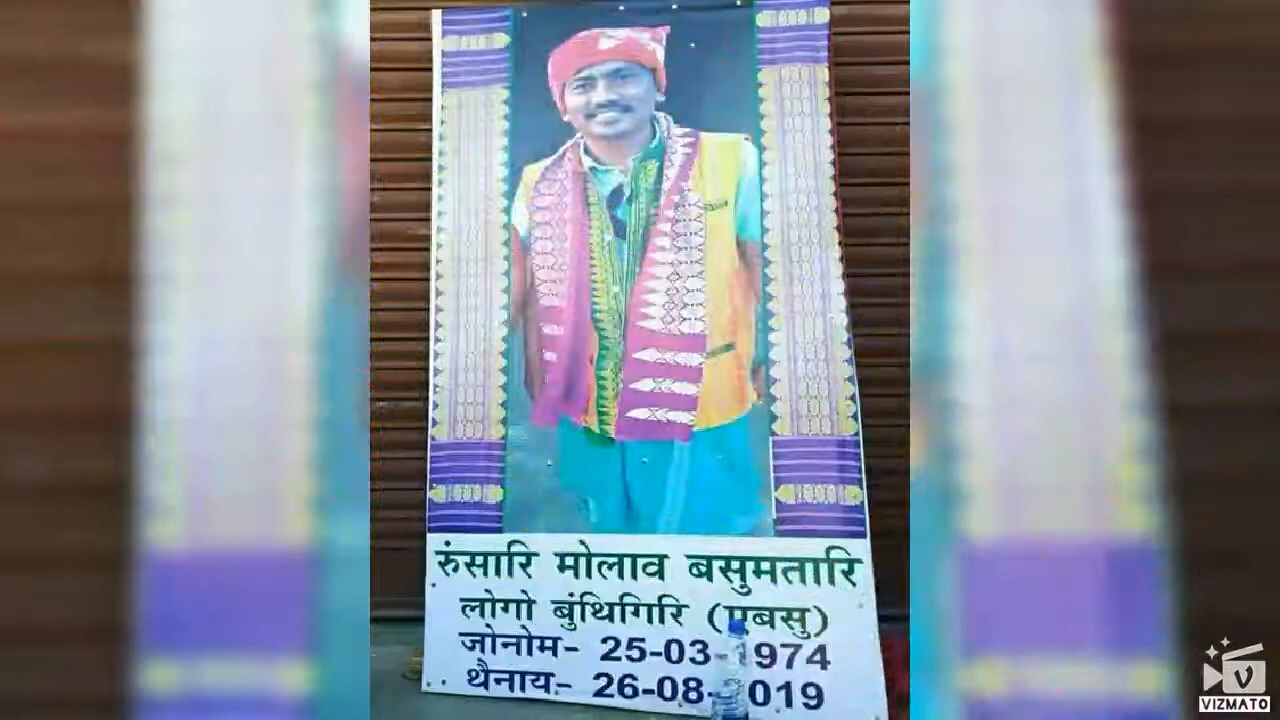 रुंसारि मोलाव बसुमतारि
लोगो बुंथिगिरि (एबसु)
जोनोम- 25-03-1974
थैनाय:- 26-08-2019
VIZMATO